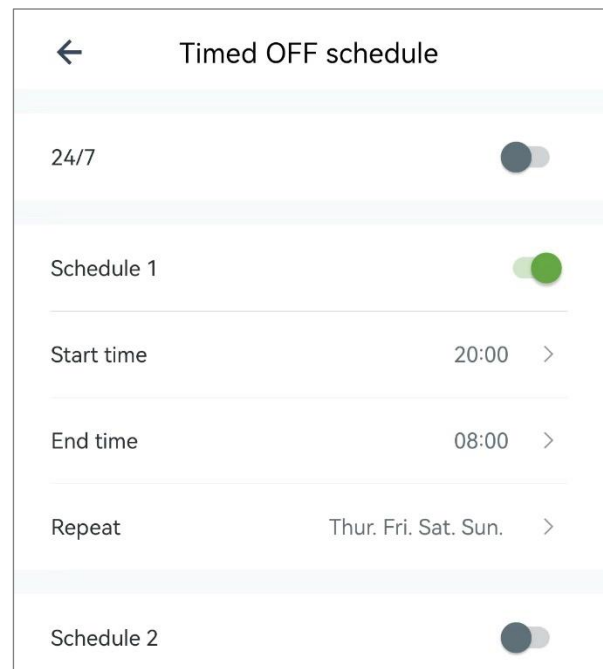 Timed OFF schedule
24/7
Schedule 1
Start time 20:00
End time 08:00
Repeat Thur. Fri. Sat. Sun.
Schedule 2